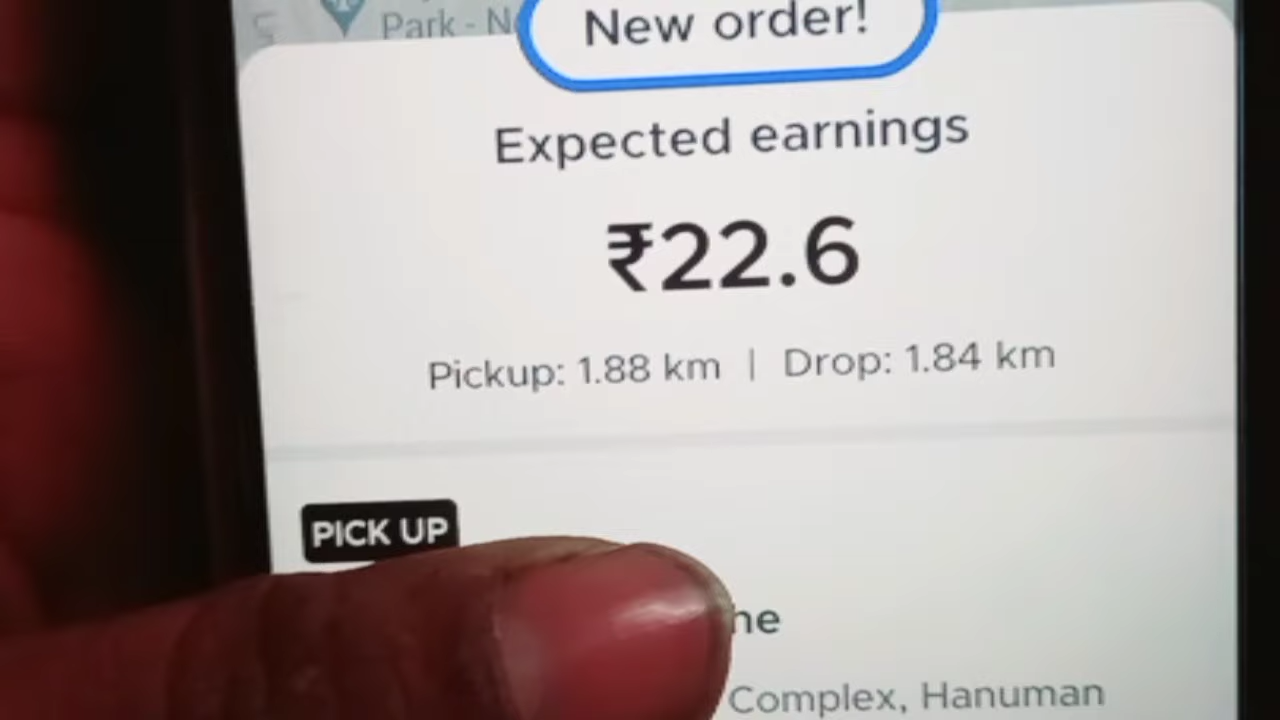 Park - N
New order!
Expected earnings
₹22.6
Pickup: 1.88 km | Drop: 1.84 km
PICK UP
ne
Complex, Hanuman